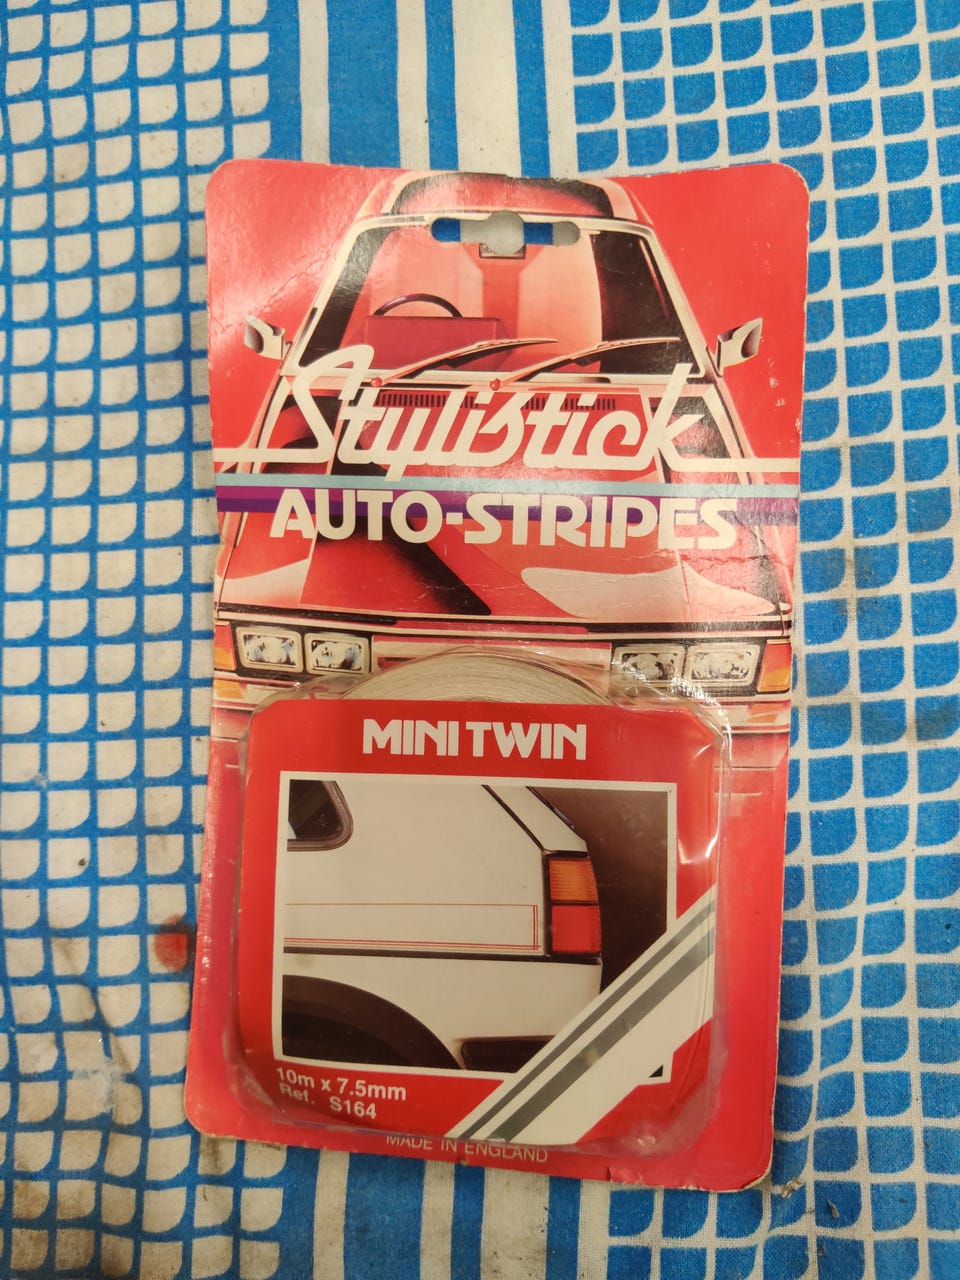 Stylistick
AUTO-STRIPES
MINI TWIN
10m x 7.5mm
Ref. S164
MADE IN ENGLAND